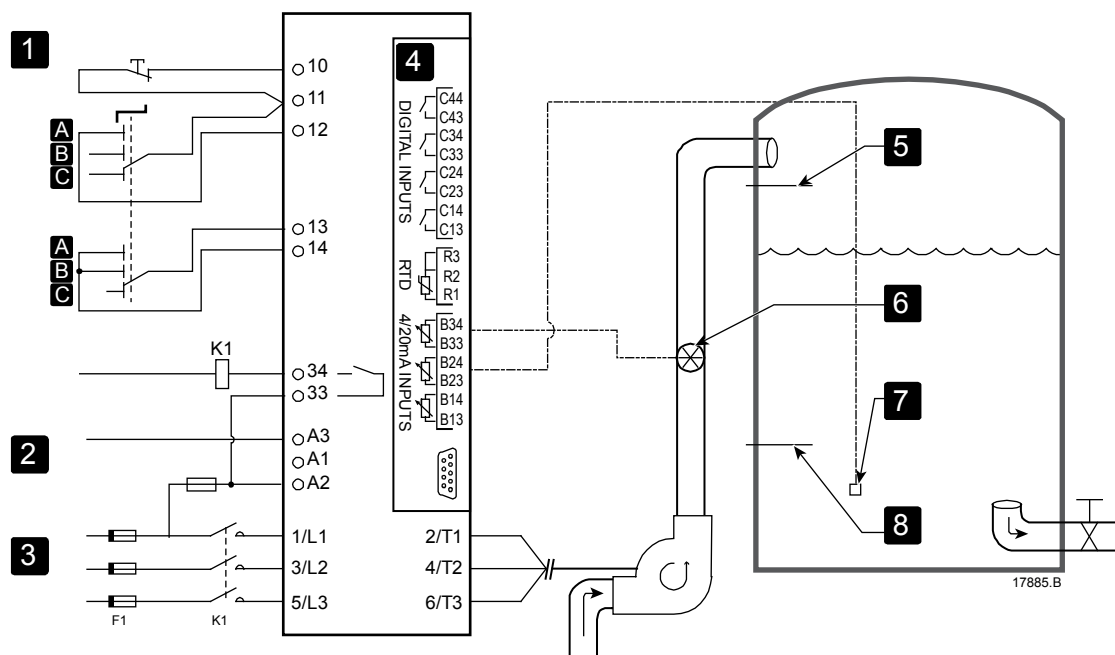 1
10
11
12
A
B
C
13
14
A
B
C
K1
34
33
2
A3
A1
A2
3
1/L1
3/L2
5/L3
F1
K1
2/T1
4/T2
6/T3
4
DIGITAL INPUTS
C44
C43
C34
C33
C24
C23
C14
C13
RTD
R3
R2
R1
4/20mA INPUTS
B34
B33
B24
B23
B14
B13
5
6
7
8
17885.B